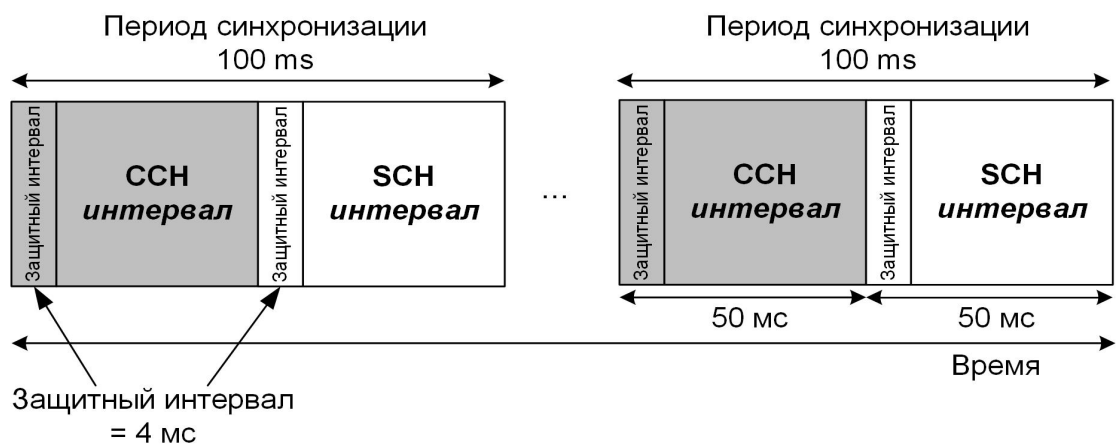 Период синхронизации
100 ms
Период синхронизации
100 ms
Защитный интервал
CCH
интервал
Защитный интервал
SCH
интервал
...
Защитный интервал
CCH
интервал
Защитный интервал
SCH
интервал
50 мс
50 мс
Время
Защитный интервал
= 4 мс